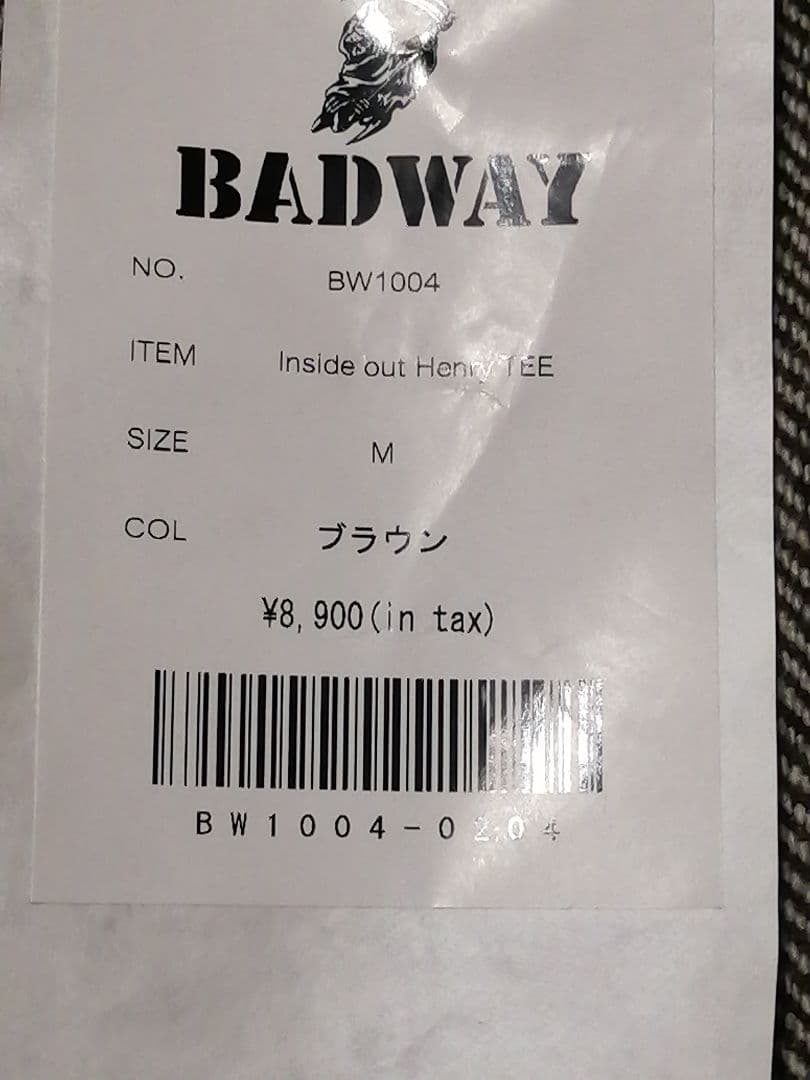 BADWAY
NO. BW1004
ITEM Inside out Henry TEE
SIZE M
COL ブラウン
¥8,900(in tax)
BW1004-0204